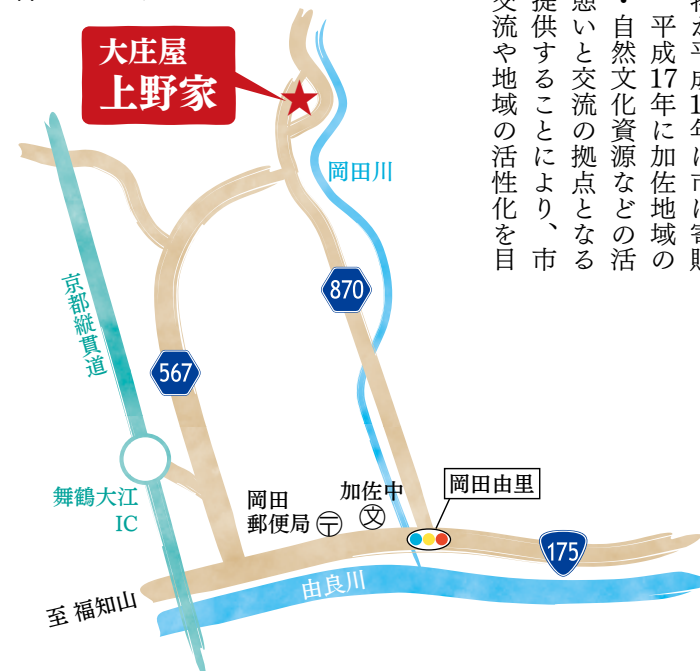 平成17年に加佐地域の
・自然文化資源などの活
憩いと交流の拠点となる
提供することにより、市
交流や地域の活性化を目
大庄屋
上野家
岡田川
京都縦貫道
870
567
舞鶴大江
IC
岡田
郵便局
加佐中
文
岡田由里
175
由良川
至 福知山